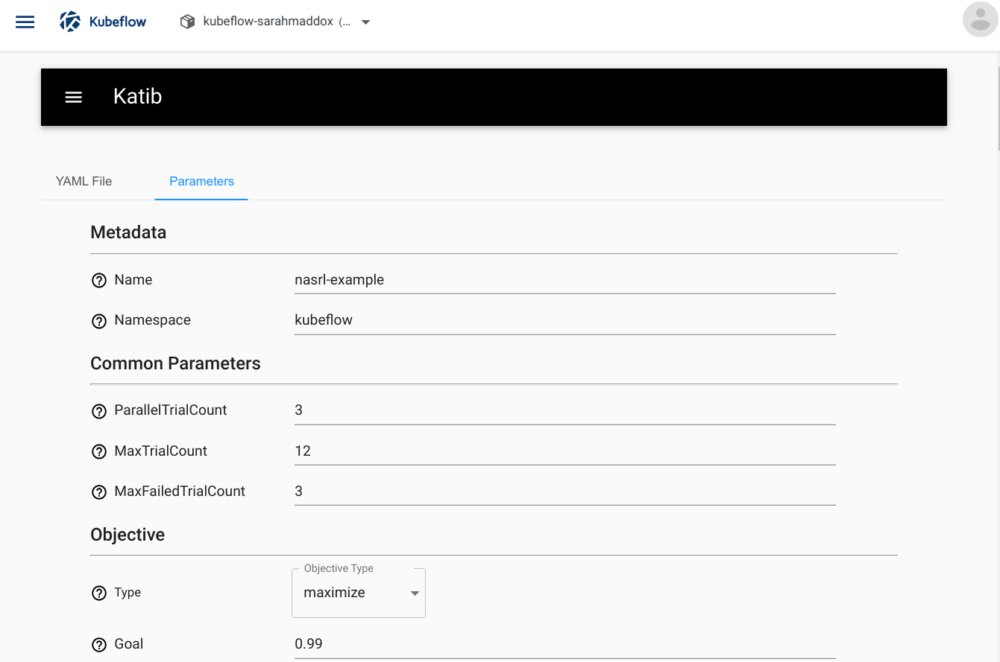 Kubeflow kubeflow-sarahmaddox (...
Katib
YAML File Parameters
Metadata
Name nasrl-example
Namespace kubeflow
Common Parameters
ParallelTrialCount 3
MaxTrialCount 12
MaxFailedTrialCount 3
Objective
Objective Type
Type maximize
Goal 0.99